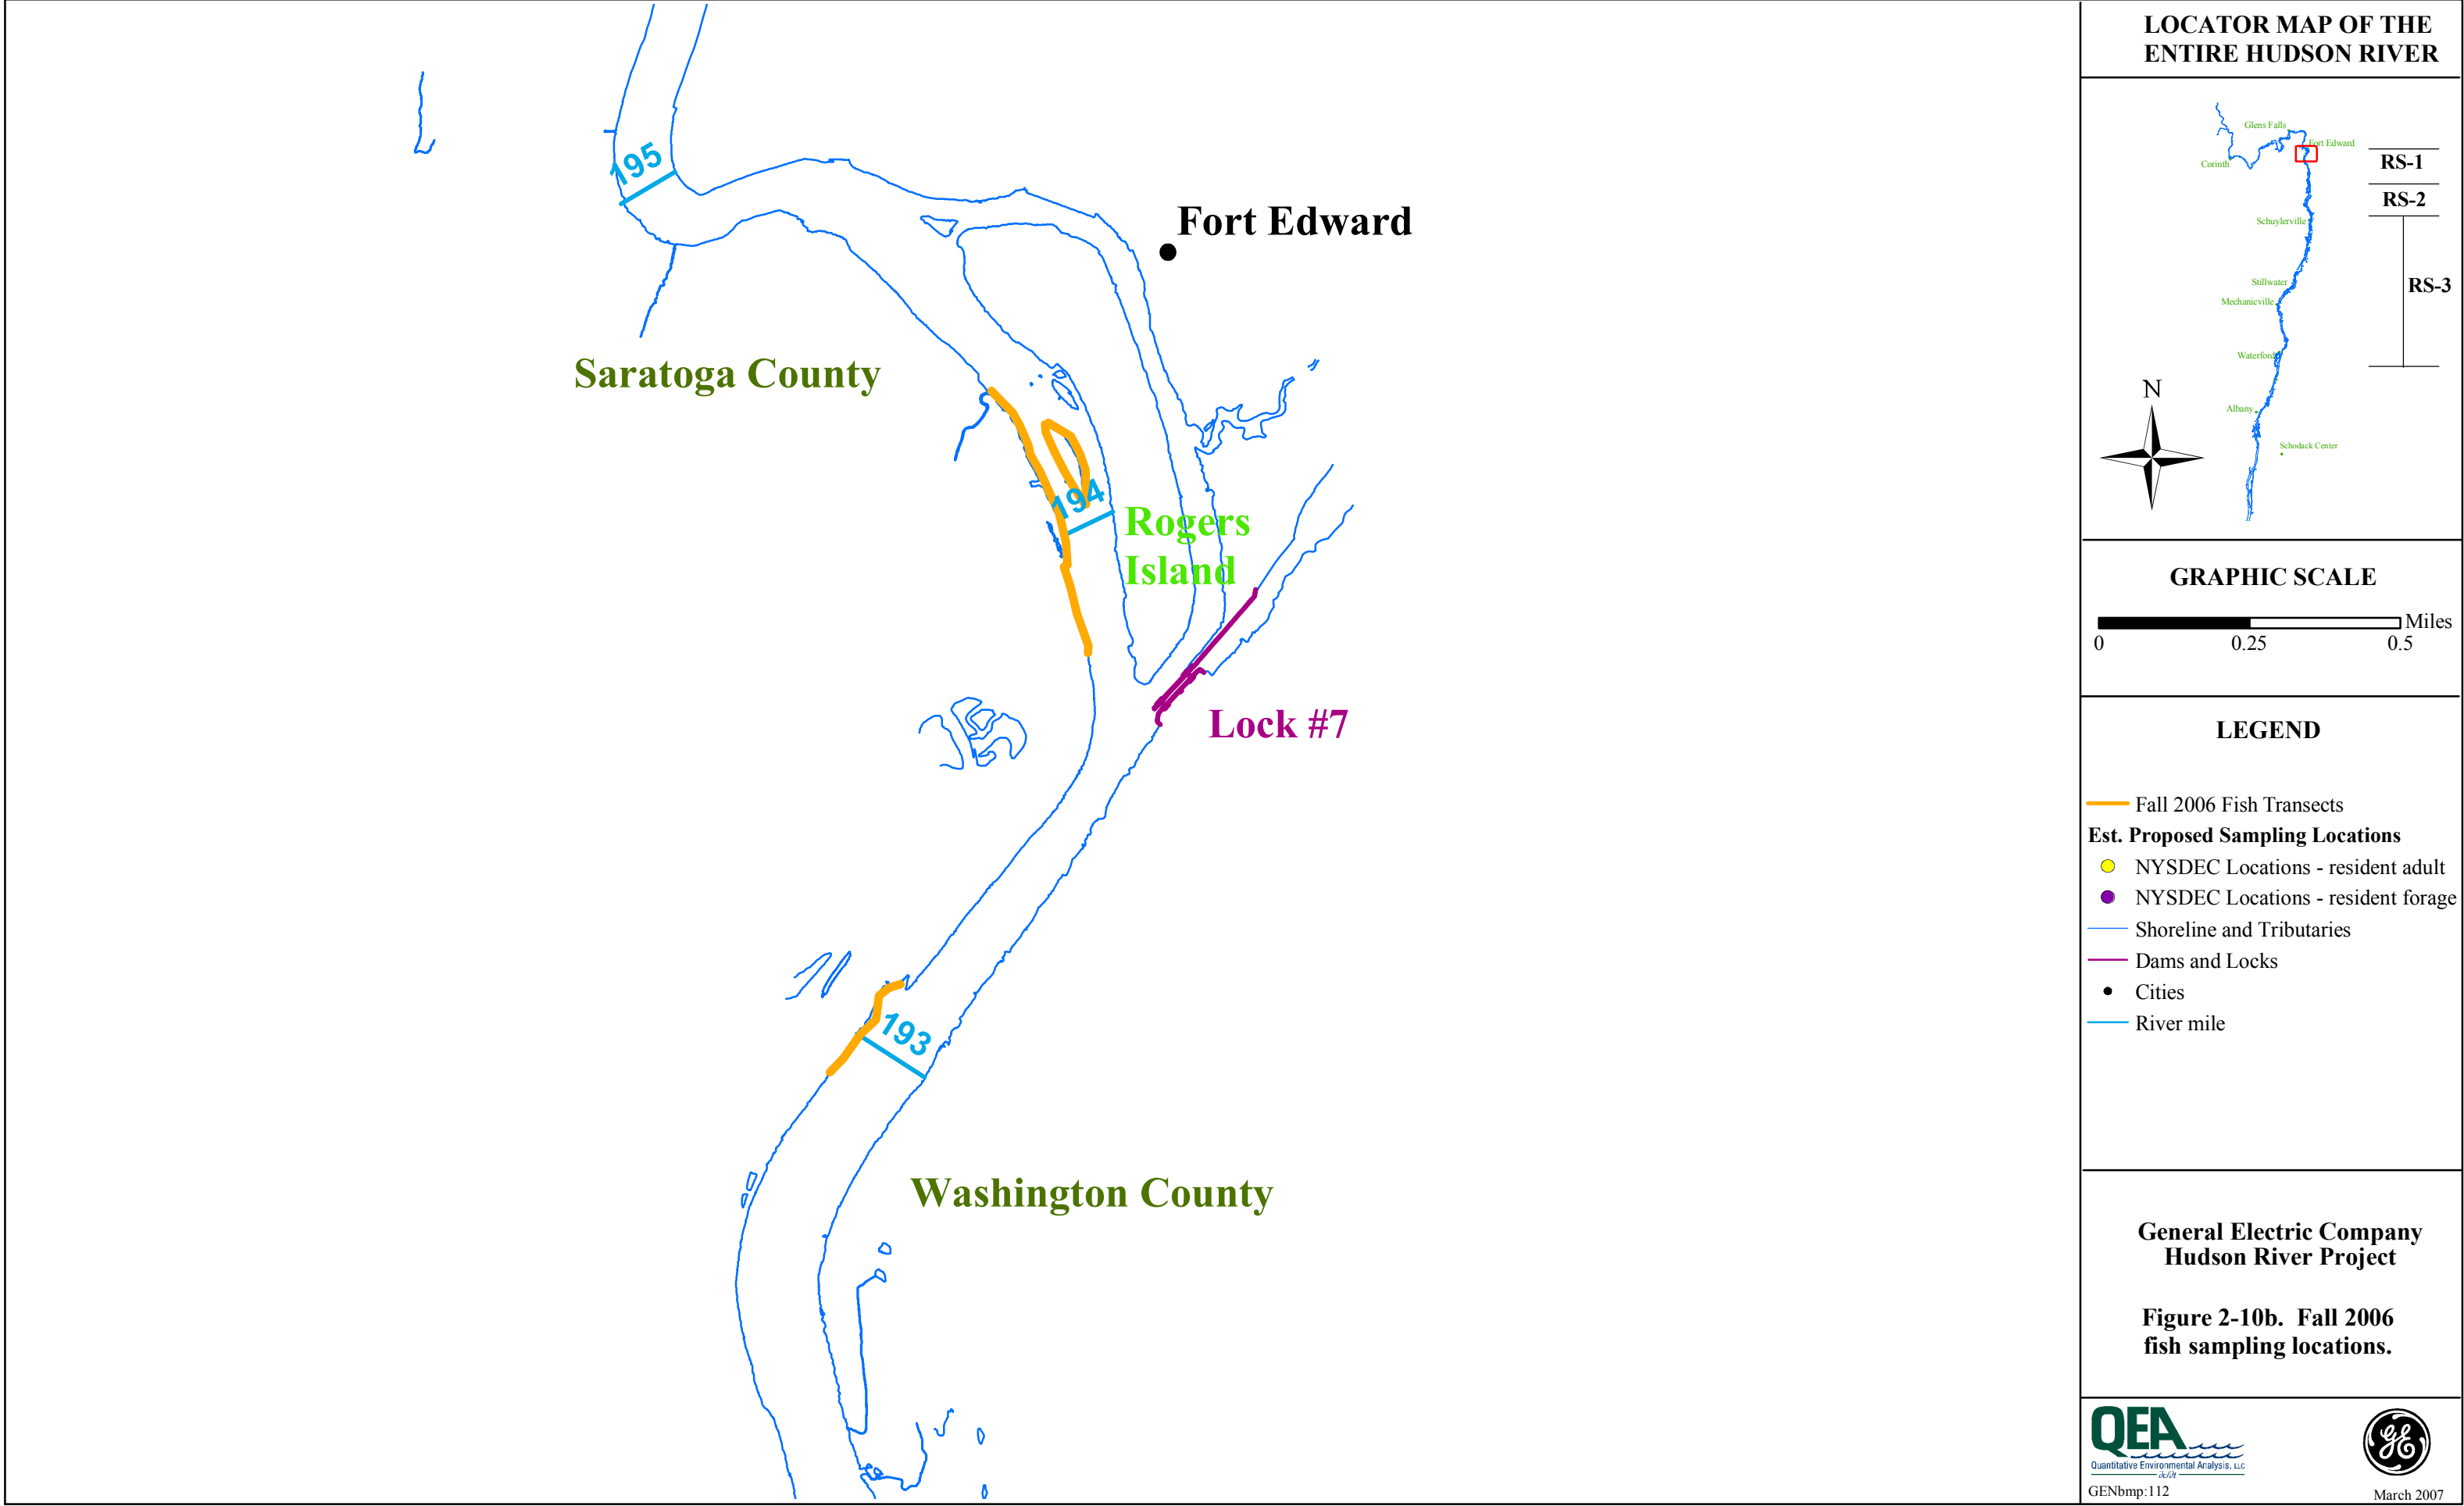 195
Fort Edward
Saratoga County
194
Rogers
Island
Lock #7
193
Washington County
LOCATOR MAP OF THE
ENTIRE HUDSON RIVER
Glens Falls
Fort Edward
Corinth
RS-1
RS-2
Schuylerville
Stillwater
RS-3
Mechanicville
Waterford
N
Albany
Schodack Center
GRAPHIC SCALE
Miles
0 0.25 0.5
LEGEND
Fall 2006 Fish Transects
Est. Proposed Sampling Locations
NYSDEC Locations - resident adult
NYSDEC Locations - resident forage
Shoreline and Tributaries
Dams and Locks
Cities
River mile
General Electric Company
Hudson River Project
Figure 2-10b. Fall 2006
fish sampling locations.
QEA
Quantitative Environmental Analysis, LLC
∂c/∂t
GE
GENbmp:112
March 2007